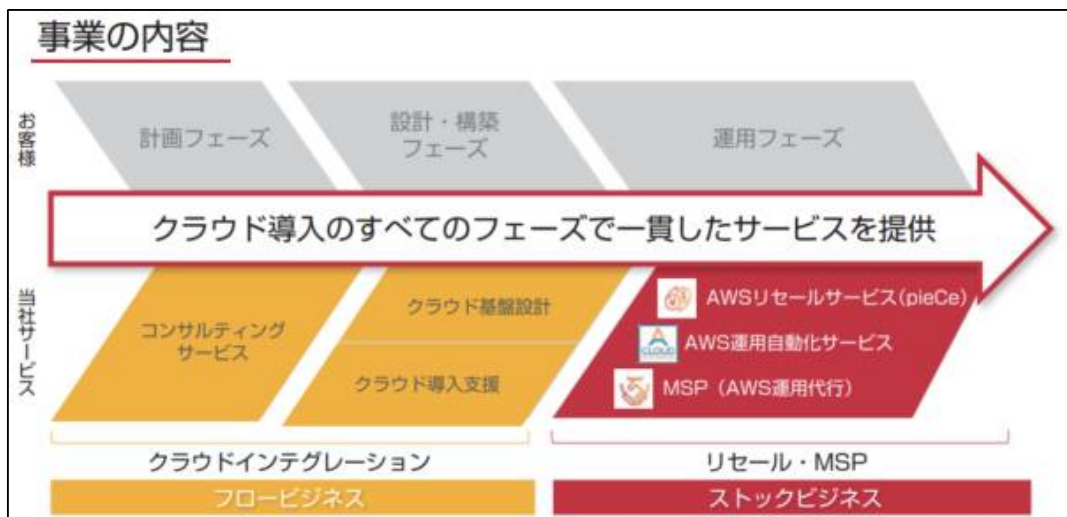 事業の内容
お客様
計画フェーズ
設計・構築
フェーズ
運用フェーズ
クラウド導入のすべてのフェーズで一貫したサービスを提供
当社サービス
コンサルティング
サービス
クラウド基盤設計
クラウド導入支援
AWSリセールサービス(pieCe)
CLOUD
AWS運用自動化サービス
MSP(AWS運用代行)
クラウドインテグレーション
リセール・MSP
フロービジネス
ストックビジネス